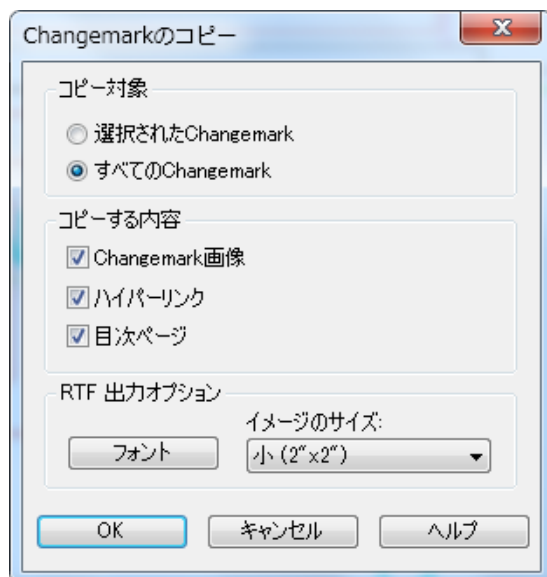 Changemarkのコピー
コピー対象
選択されたChangemark
すべてのChangemark
コピーする内容
Changemark画像
ハイパーリンク
目次ページ
RTF 出力オプション
イメージのサイズ:
フォント
小 (2"x2")
OK
キャンセル
ヘルプ